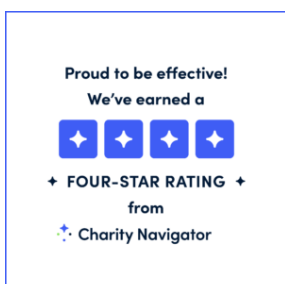 Proud to be effective!
We've earned a
FOUR-STAR RATING
from
Charity Navigator